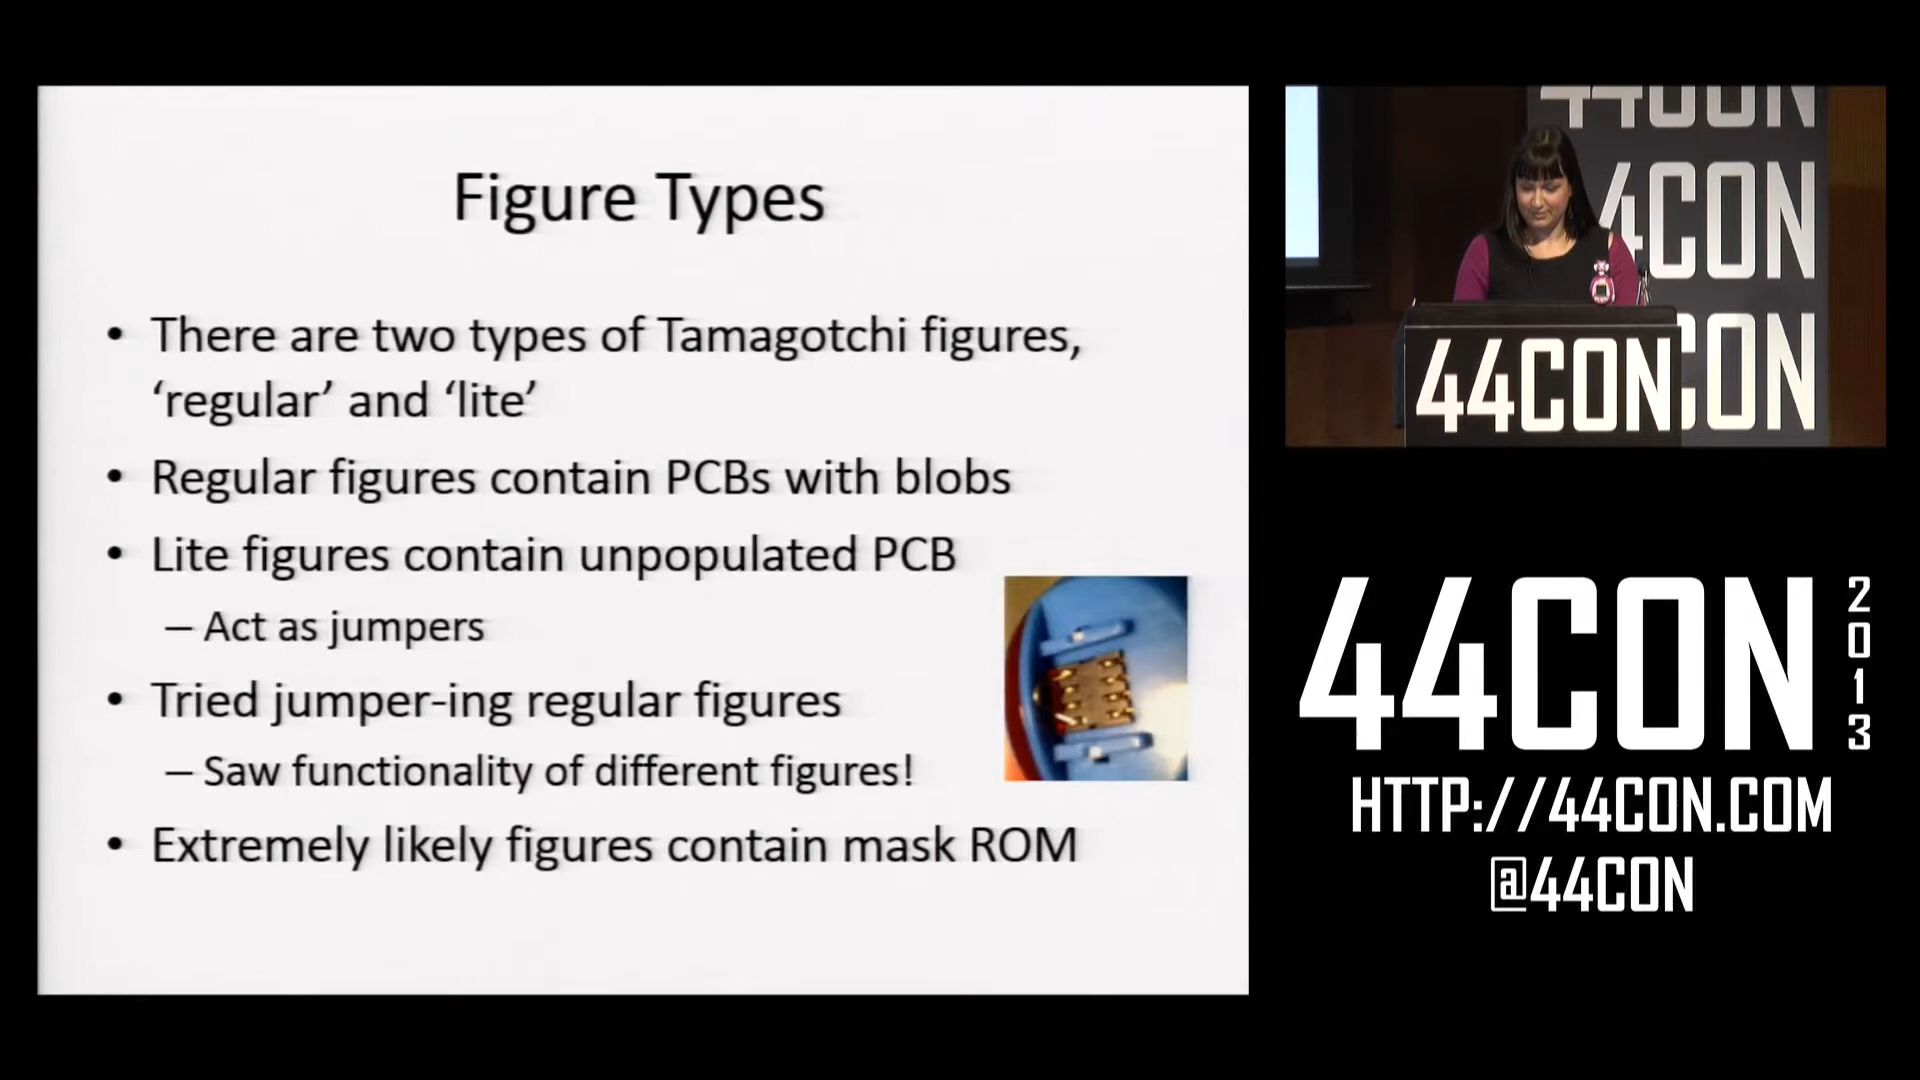 Figure Types
• There are two types of Tamagotchi figures,
‘regular’ and ‘lite’
• Regular figures contain PCBs with blobs
• Lite figures contain unpopulated PCB
– Act as jumpers
• Tried jumper-ing regular figures
– Saw functionality of different figures!
• Extremely likely figures contain mask ROM
44CON
44CON
CON
44CON
44CON
2013
HTTP://44CON.COM
@44CON